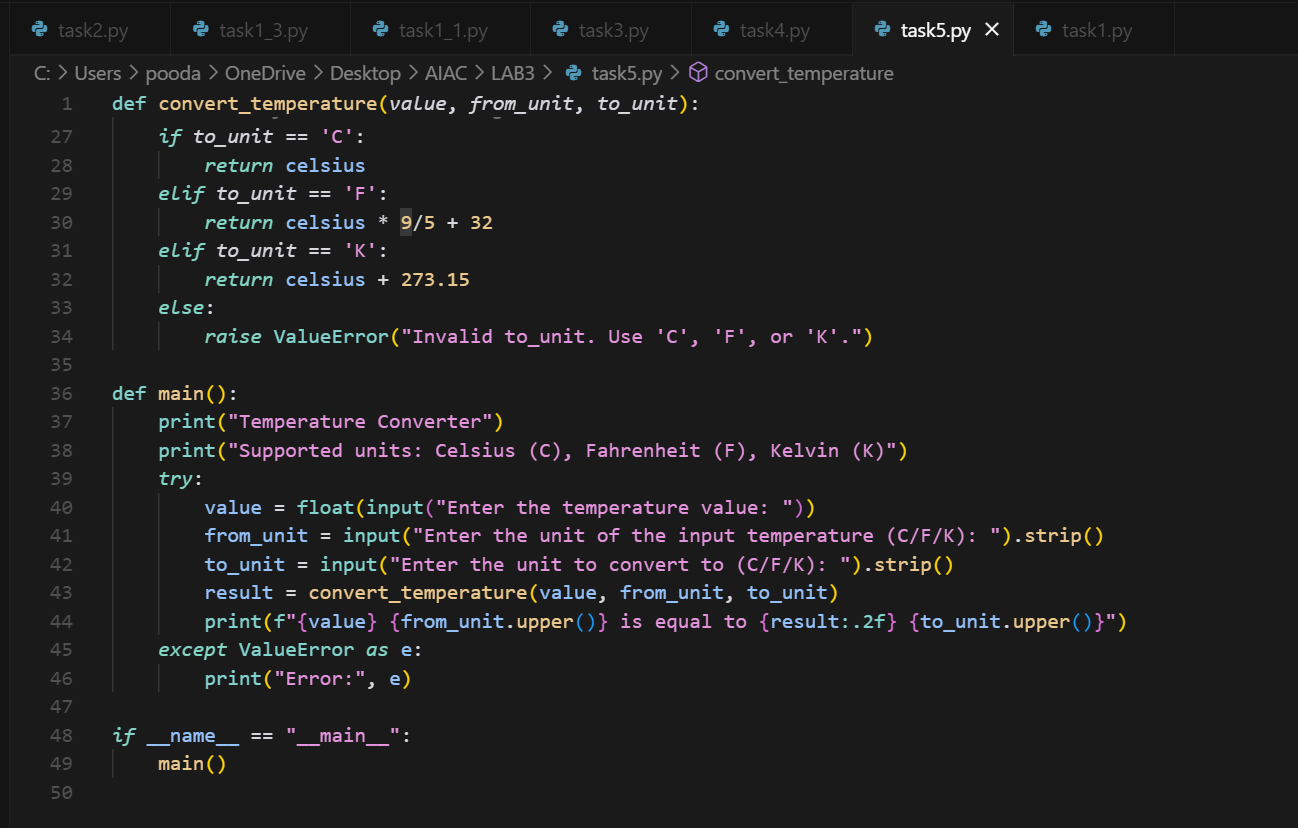 task2.py task1_3.py task1_1.py task3.py task4.py task5.py task1.py
C: > Users > pooda > OneDrive > Desktop > AIAC > LAB3 > task5.py > convert_temperature
1 def convert_temperature(value, from_unit, to_unit):
27     if to_unit == 'C':
28         return celsius
29     elif to_unit == 'F':
30         return celsius * 9/5 + 32
31     elif to_unit == 'K':
32         return celsius + 273.15
33     else:
34         raise ValueError("Invalid to_unit. Use 'C', 'F', or 'K'.")
35
36 def main():
37     print("Temperature Converter")
38     print("Supported units: Celsius (C), Fahrenheit (F), Kelvin (K)")
39     try:
40         value = float(input("Enter the temperature value: "))
41         from_unit = input("Enter the unit of the input temperature (C/F/K): ").strip()
42         to_unit = input("Enter the unit to convert to (C/F/K): ").strip()
43         result = convert_temperature(value, from_unit, to_unit)
44         print(f"{value} {from_unit.upper()} is equal to {result:.2f} {to_unit.upper()}")
45     except ValueError as e:
46         print("Error:", e)
47
48 if __name__ == "__main__":
49     main()
50